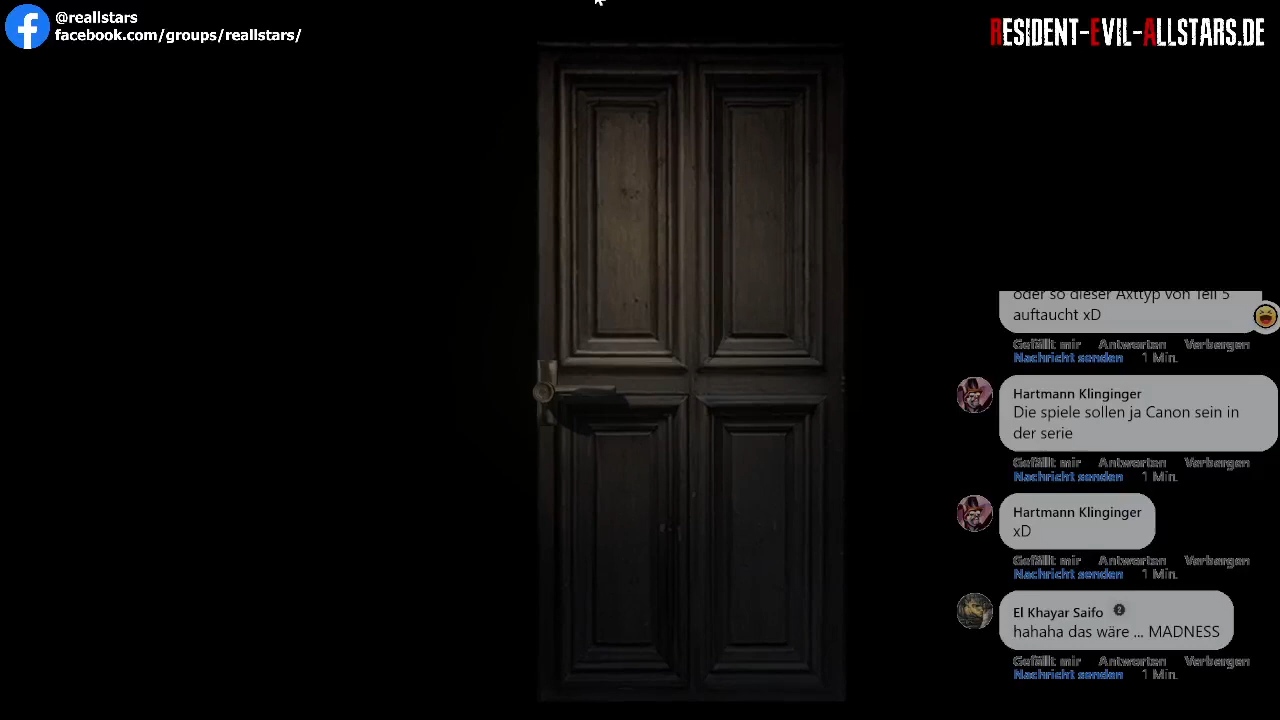 @reallstars
facebook.com/groups/reallstars/
RESIDENT-EVIL-ALLSTARS.DE
oder so dieser Axttyp von Teil 5
auftaucht xD
Gefällt mir Antworten Verbergen
Nachricht senden 1 Min.
Hartmann Klinginger
Die spiele sollen ja Canon sein in
der serie
Gefällt mir Antworten Verbergen
Nachricht senden 1 Min.
Hartmann Klinginger
xD
Gefällt mir Antworten Verbergen
Nachricht senden 1 Min.
El Khayar Saifo 2
hahaha das wäre ... MADNESS
Gefällt mir Antworten Verbergen
Nachricht senden 1 Min.